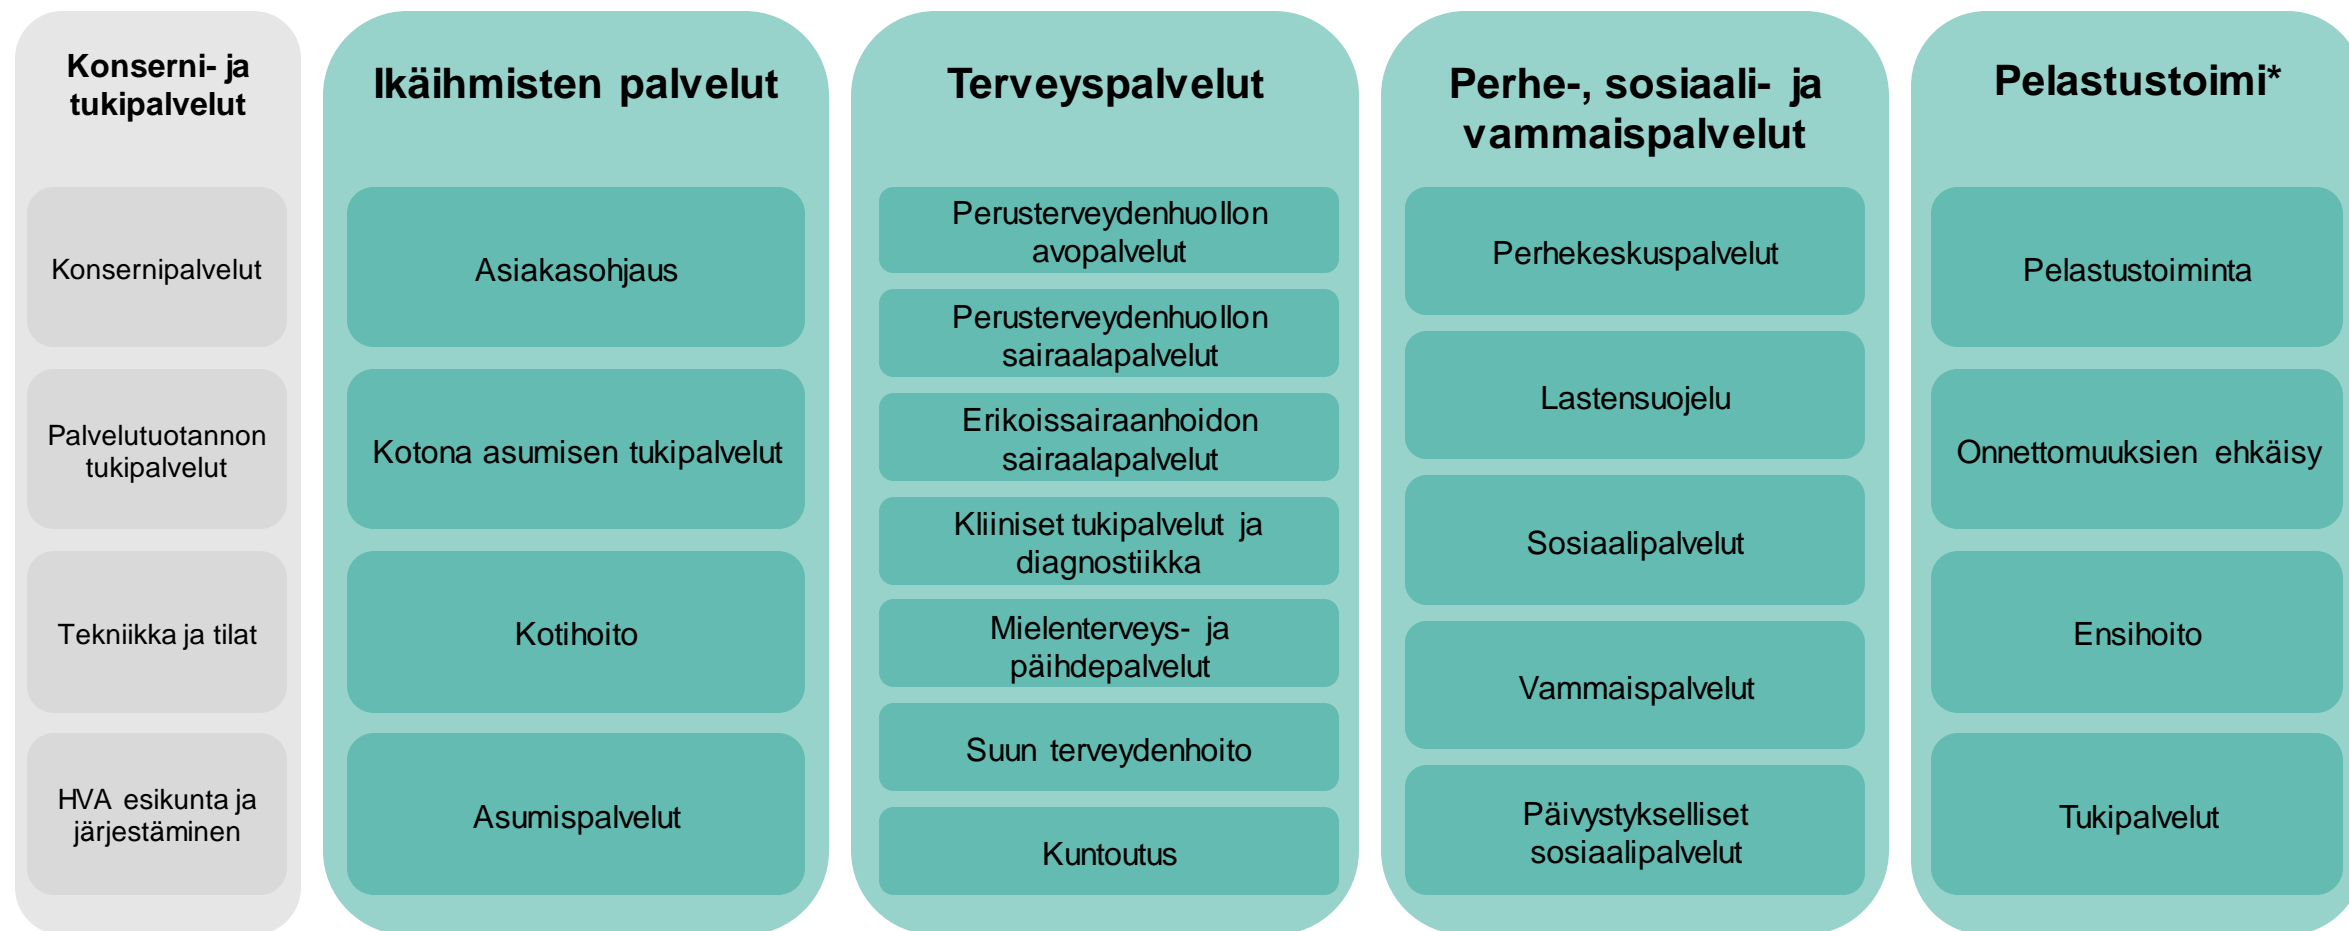 Konserni- ja
tukipalvelut
Konsernipalvelut
Palvelutuotannon
tukipalvelut
Tekniikka ja tilat
HVA esikunta ja
järjestäminen
Ikäihmisten palvelut
Asiakasohjaus
Kotona asumisen tukipalvelut
Kotihoito
Asumispalvelut
Terveyspalvelut
Perusterveydenhuollon
avopalvelut
Perusterveydenhuollon
sairaalapalvelut
Erikoissairaanhoidon
sairaalapalvelut
Kliiniset tukipalvelut ja
diagnostiikka
Mielenterveys- ja
päihdepalvelut
Suun terveydenhoito
Kuntoutus
Perhe-, sosiaali- ja
vammaispalvelut
Perhekeskuspalvelut
Lastensuojelu
Sosiaalipalvelut
Vammaispalvelut
Päivystykselliset
sosiaalipalvelut
Pelastustoimi*
Pelastustoiminta
Onnettomuuksien ehkäisy
Ensihoito
Tukipalvelut